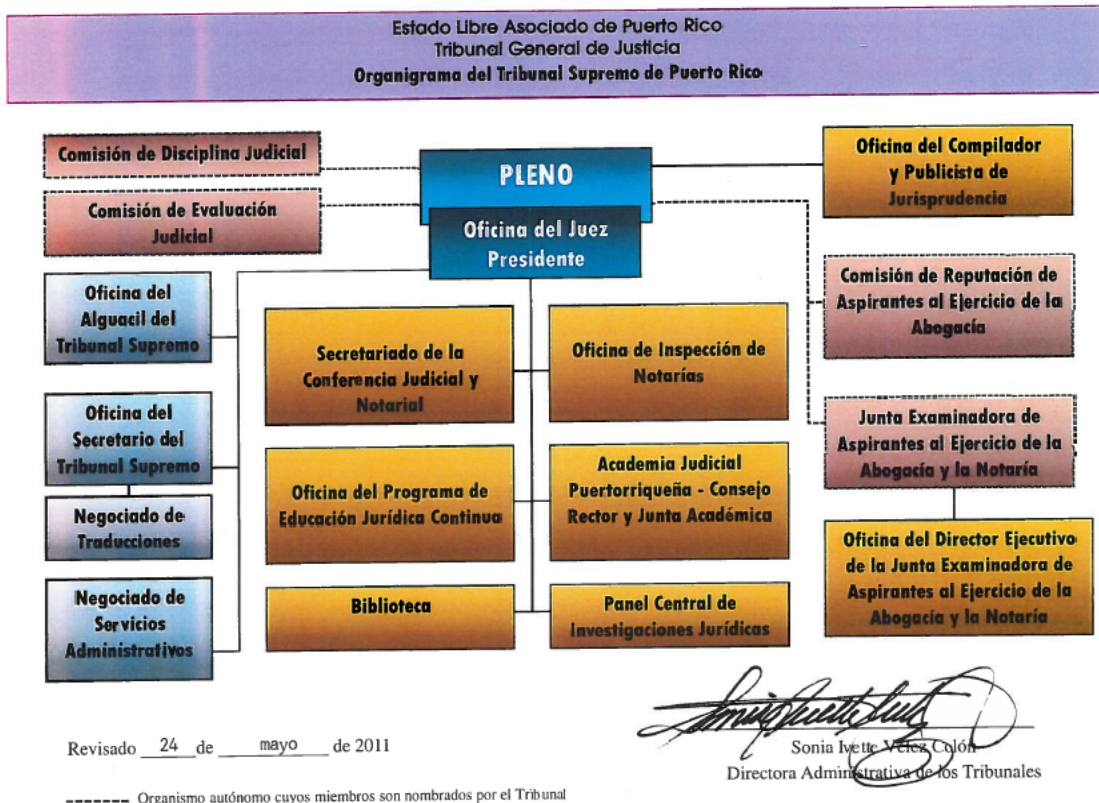 Estado Libre Asociado de Puerto Rico
Tribunal General de Justicia
Organigrama del Tribunal Supremo de Puerto Rico
Comisión de Disciplina Judicial
Comisión de Evaluación
Judicial
PLENO
Oficina del Juez
Presidente
Oficina del Compilador
y Publicista de
Jurisprudencia
Oficina del
Alguacil del
Tribunal Supremo
Secretariado de la
Conferencia Judicial y
Notarial
Oficina de Inspección de
Notarías
Comisión de Reputación de
Aspirantes al Ejercicio de la
Abogacía
Oficina del
Secretario del
Tribunal Supremo
Negociado de
Traducciones
Oficina del Programa de
Educación Jurídica Continua
Academia Judicial
Puertorriqueña - Consejo
Rector y Junta Académica
Junta Examinadora de
Aspirantes al Ejercicio de la
Abogacía y la Notaría
Negociado de
Servicios
Administrativos
Biblioteca
Panel Central de
Investigaciones Jurídicas
Oficina del Director Ejecutivo
de la Junta Examinadora de
Aspirantes al Ejercicio de la
Abogacía y la Notaría
Revisado 24 de mayo de 2011
Sonia Ivette Vélez Colón
Directora Administrativa de los Tribunales
Organismo autónomo cuyos miembros son nombrados por el Tribunal